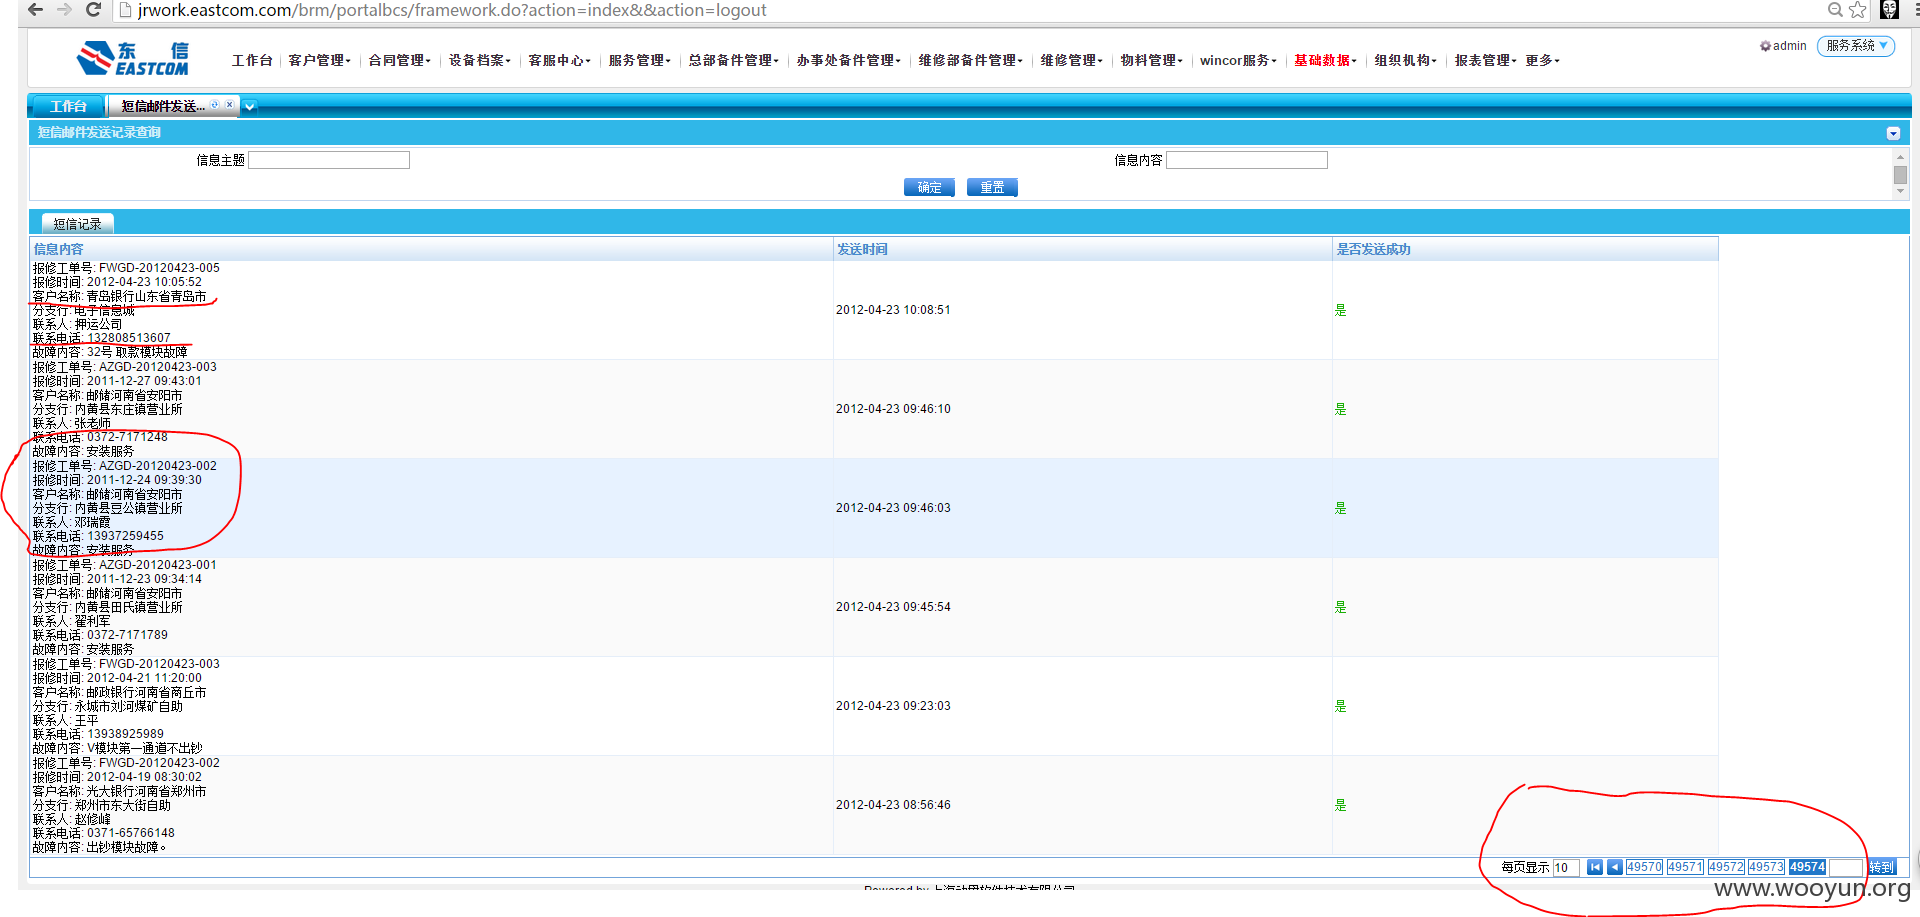 jrwork.eastcom.com/brm/portalbcs/framework.do?action=index&&action=logout
东 信
EASTCOM
工作台 客户管理 合同管理 设备档案 客服中心 服务管理 总部备件管理 办事处备件管理 维修部备件管理 维修管理 物料管理 wincor服务 基础数据 组织机构 报表管理 更多
admin 服务系统
工作台 短信邮件发送...
短信邮件发送记录查询
信息主题 信息内容
确定 重置
短信记录
信息内容 发送时间 是否发送成功
报修工单号: FWGD-20120423-005
报修时间: 2012-04-23 10:05:52
客户名称: 青岛银行山东省青岛市
分支行: 电子信息城
联系人: 押运公司
联系电话: 132808513607
故障内容: 32号 取款模块故障
2012-04-23 10:08:51 是
报修工单号: AZGD-20120423-003
报修时间: 2011-12-27 09:43:01
客户名称: 邮储河南省安阳市
分支行: 内黄县东庄镇营业所
联系人: 张老师
联系电话: 0372-7171248
故障内容: 安装服务
2012-04-23 09:46:10 是
报修工单号: AZGD-20120423-002
报修时间: 2011-12-24 09:39:30
客户名称: 邮储河南省安阳市
分支行: 内黄县豆公镇营业所
联系人: 邓瑞霞
联系电话: 13937259455
故障内容: 安装服务
2012-04-23 09:46:03 是
报修工单号: AZGD-20120423-001
报修时间: 2011-12-23 09:34:14
客户名称: 邮储河南省安阳市
分支行: 内黄县田氏镇营业所
联系人: 翟利军
联系电话: 0372-7171789
故障内容: 安装服务
2012-04-23 09:45:54 是
报修工单号: FWGD-20120423-003
报修时间: 2012-04-21 11:20:00
客户名称: 邮政银行河南省商丘市
分支行: 永城市刘河煤矿自助
联系人: 王平
联系电话: 13938925989
故障内容: V模块第一通道不出钞
2012-04-23 09:23:03 是
报修工单号: FWGD-20120423-002
报修时间: 2012-04-19 08:30:02
客户名称: 光大银行河南省郑州市
分支行: 郑州市东大街自助
联系人: 赵修峰
联系电话: 0371-65766148
故障内容: 出钞模块故障。
2012-04-23 08:56:46 是
每页显示 10 49570 49571 49572 49573 49574 转到
Powered by 上海动因软件技术有限公司
www.wooyun.org